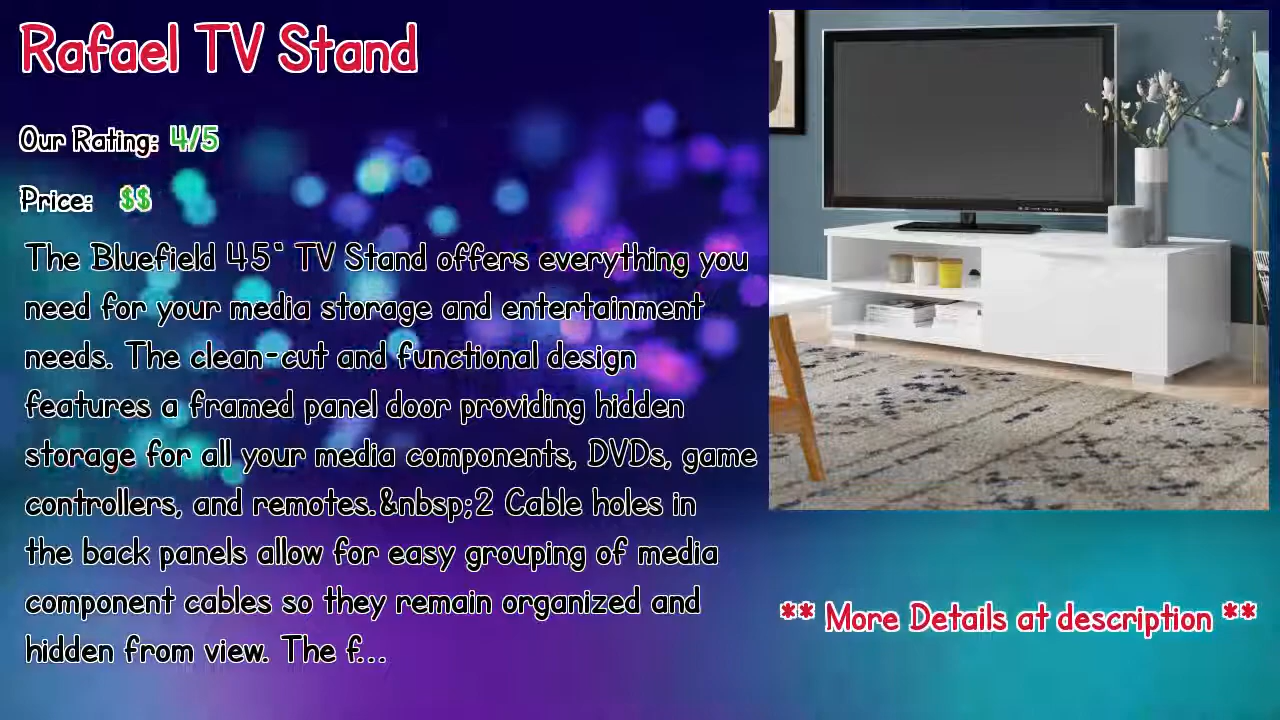 Rafael TV Stand
Our Rating: 4/5
Price: $$
The Bluefield 45" TV Stand offers everything you
need for your media storage and entertainment
needs. The clean-cut and functional design
features a framed panel door providing hidden
storage for all your media components, DVDs, game
controllers, and remotes.&nbsp;2 Cable holes in
the back panels allow for easy grouping of media
component cables so they remain organized and
hidden from view. The f...
** More Details at description **